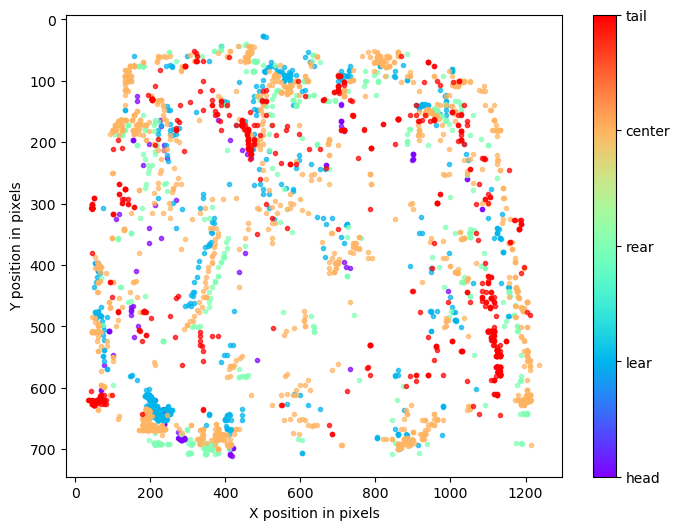 0
100
200
300
400
500
600
700
Y position in pixels
0
200
400
600
800
1000
1200
X position in pixels
tail
center
rear
lear
head